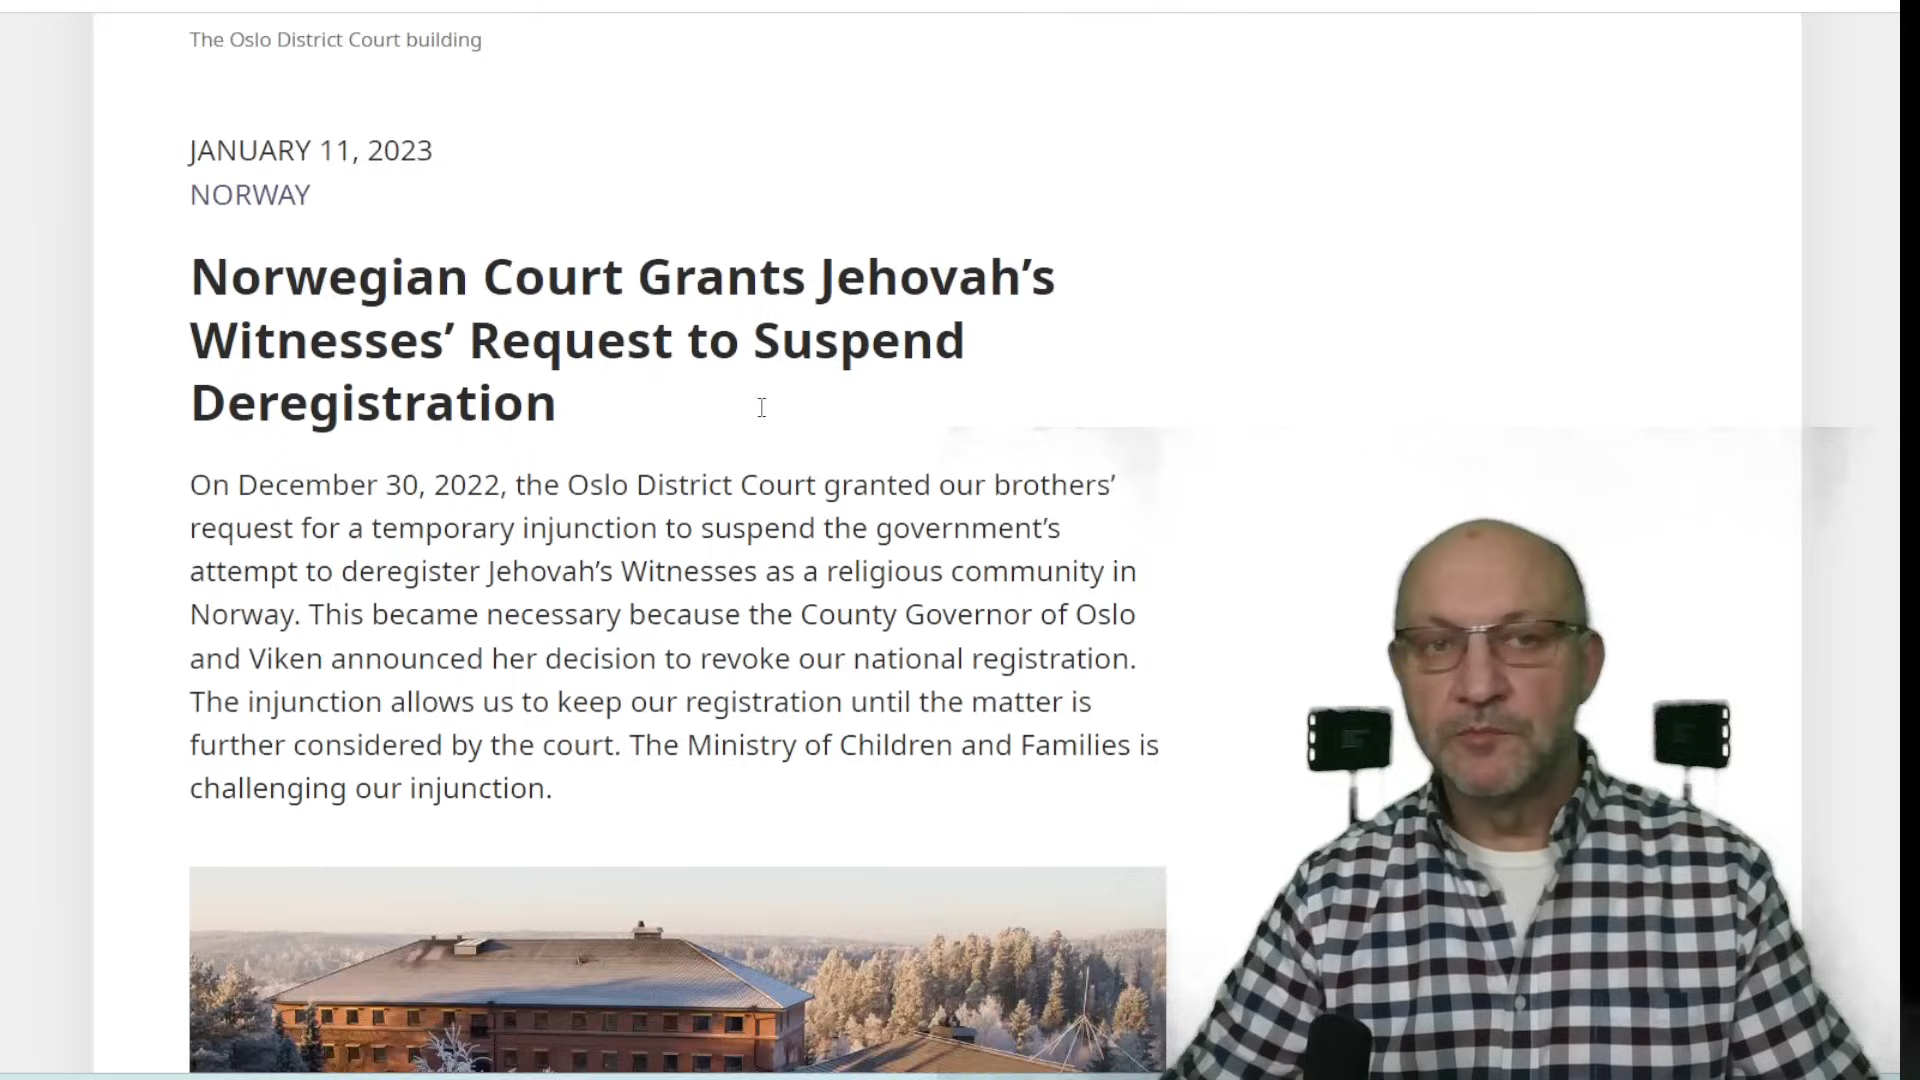 The Oslo District Court building
JANUARY 11, 2023
NORWAY
Norwegian Court Grants Jehovah’s
Witnesses’ Request to Suspend
Deregistration
On December 30, 2022, the Oslo District Court granted our brothers’
request for a temporary injunction to suspend the government’s
attempt to deregister Jehovah’s Witnesses as a religious community in
Norway. This became necessary because the County Governor of Oslo
and Viken announced her decision to revoke our national registration.
The injunction allows us to keep our registration until the matter is
further considered by the court. The Ministry of Children and Families is
challenging our injunction.